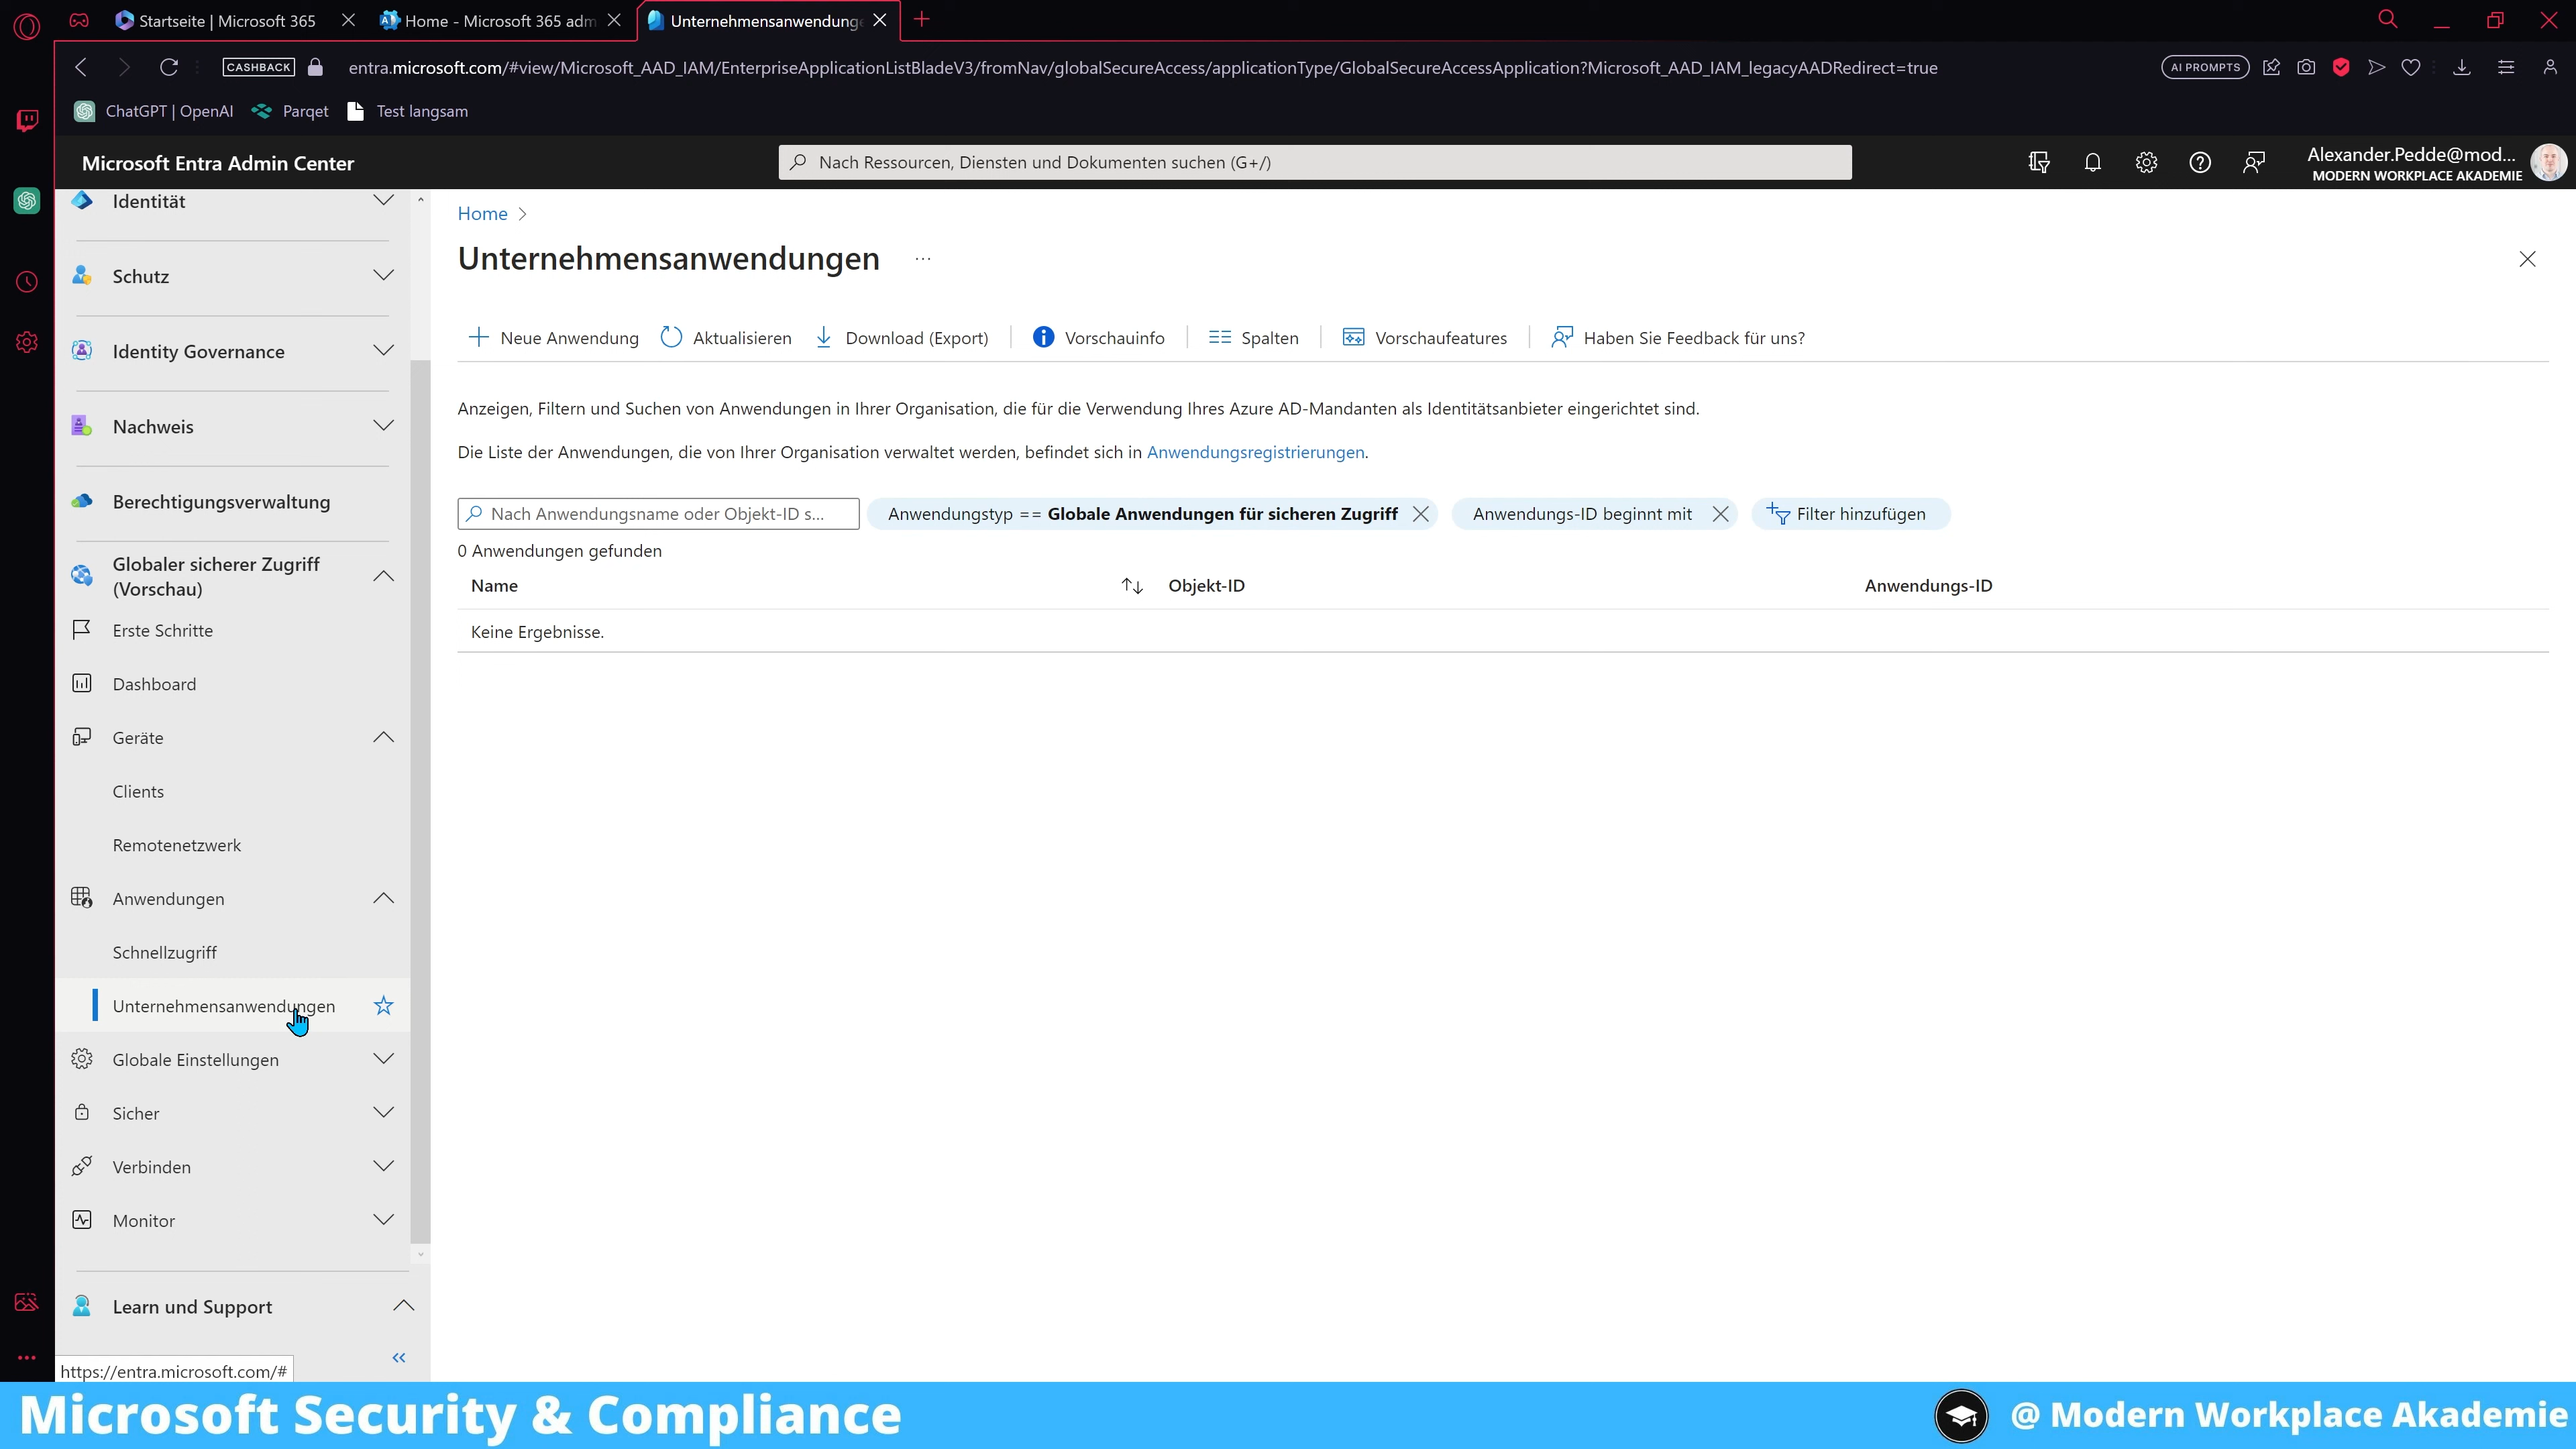 Startseite | Microsoft 365
Home - Microsoft 365 adm
Unternehmensanwendunge
CASHBACK
entra.microsoft.com/#view/Microsoft_AAD_IAM/EnterpriseApplicationListBladeV3/fromNav/globalSecureAccess/applicationType/GlobalSecureAccessApplication?Microsoft_AAD_IAM_legacyAADRedirect=true
AI PROMPTS
ChatGPT | OpenAI
Parqet
Test langsam
Microsoft Entra Admin Center
Nach Ressourcen, Diensten und Dokumenten suchen (G+/)
Alexander.Pedde@mod...
MODERN WORKPLACE AKADEMIE
Identität
Schutz
Identity Governance
Nachweis
Berechtigungsverwaltung
Globaler sicherer Zugriff
(Vorschau)
Erste Schritte
Dashboard
Geräte
Clients
Remotenetzwerk
Anwendungen
Schnellzugriff
Unternehmensanwendungen
Globale Einstellungen
Sicher
Verbinden
Monitor
Learn und Support
https://entra.microsoft.com/#
Home
Unternehmensanwendungen
...
Neue Anwendung
Aktualisieren
Download (Export)
Vorschauinfo
Spalten
Vorschaufeatures
Haben Sie Feedback für uns?
Anzeigen, Filtern und Suchen von Anwendungen in Ihrer Organisation, die für die Verwendung Ihres Azure AD-Mandanten als Identitätsanbieter eingerichtet sind.
Die Liste der Anwendungen, die von Ihrer Organisation verwaltet werden, befindet sich in Anwendungsregistrierungen.
Nach Anwendungsname oder Objekt-ID s...
Anwendungstyp == Globale Anwendungen für sicheren Zugriff
Anwendungs-ID beginnt mit
Filter hinzufügen
0 Anwendungen gefunden
Name
Objekt-ID
Anwendungs-ID
Keine Ergebnisse.
Microsoft Security & Compliance
@ Modern Workplace Akademie